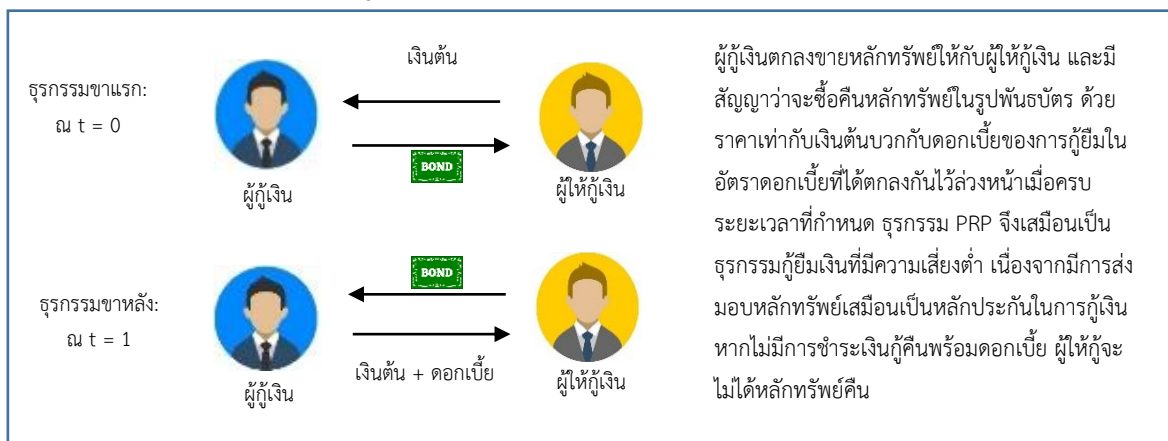 ธุรกรรมขาแรก:
ณ t = 0
เงินต้น
BOND
ผู้กู้เงิน
ผู้ให้กู้เงิน
ธุรกรรมขาหลัง:
ณ t = 1
BOND
เงินต้น + ดอกเบี้ย
ผู้กู้เงิน
ผู้ให้กู้เงิน
ผู้กู้เงินตกลงขายหลักทรัพย์ให้กับผู้ให้กู้เงิน และมี
สัญญาว่าจะซื้อคืนหลักทรัพย์ในรูปพันธบัตร ด้วย
ราคาเท่ากับเงินต้นบวกกับดอกเบี้ยของการกู้ยืมใน
อัตราดอกเบี้ยที่ได้ตกลงกันไว้ล่วงหน้าเมื่อครบ
ระยะเวลาที่กำหนด ธุรกรรม PRP จึงเสมือนเป็น
ธุรกรรมกู้ยืมเงินที่มีความเสี่ยงต่ำ เนื่องจากมีการส่ง
มอบหลักทรัพย์เสมือนเป็นหลักประกันในการกู้เงิน
หากไม่มีการชำระเงินกู้คืนพร้อมดอกเบี้ย ผู้ให้กู้จะ
ไม่ได้หลักทรัพย์คืน